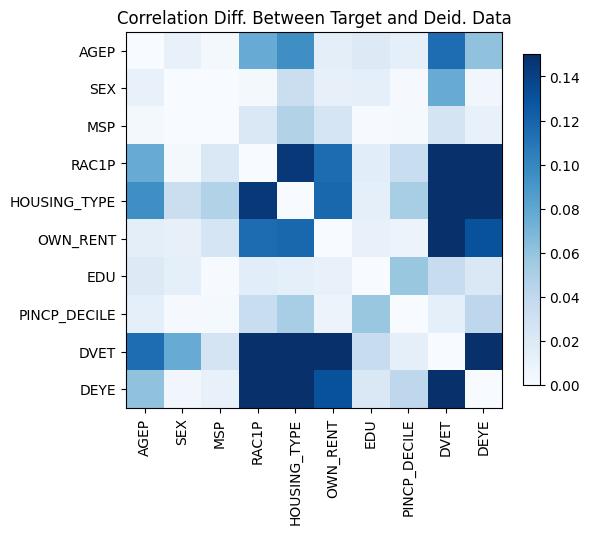 Correlation Diff. Between Target and Deid. Data
AGEP
SEX
MSP
RAC1P
HOUSING_TYPE
OWN_RENT
EDU
PINCP_DECILE
DVET
DEYE
AGEP
SEX
MSP
RAC1P
HOUSING_TYPE
OWN_RENT
EDU
PINCP_DECILE
DVET
DEYE
0.14
0.12
0.10
0.08
0.06
0.04
0.02
0.00